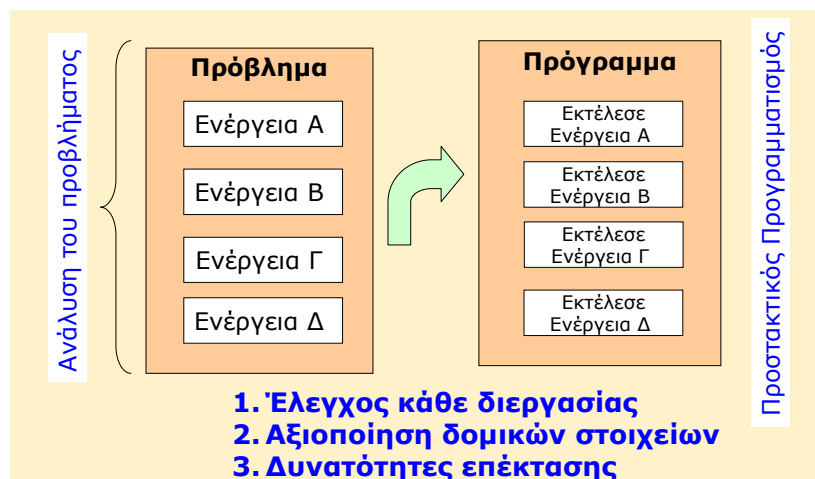 Ανάλυση του προβλήματος
Πρόβλημα
Ενέργεια Α
Ενέργεια Β
Ενέργεια Γ
Ενέργεια Δ
Πρόγραμμα
Εκτέλεσε
Ενέργεια Α
Εκτέλεσε
Ενέργεια Β
Εκτέλεσε
Ενέργεια Γ
Εκτέλεσε
Ενέργεια Δ
Προστακτικός Προγραμματισμός
1. Έλεγχος κάθε διεργασίας
2. Αξιοποίηση δομικών στοιχείων
3. Δυνατότητες επέκτασης